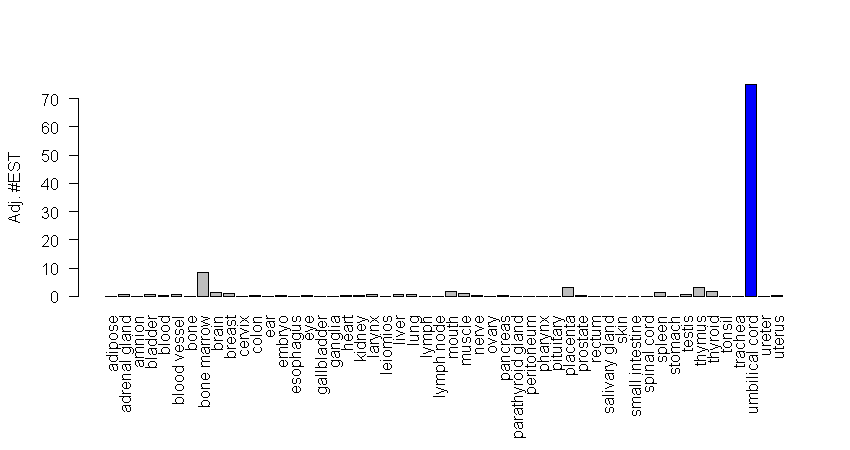 Adj. #EST
70
60
50
40
30
20
10
0
adipose
adrenal gland
amnion
bladder
blood
blood vessel
bone
bone marrow
brain
breast
cervix
colon
ear
embryo
esophagus
eye
gallbladder
ganglia
heart
kidney
larynx
leiomios
liver
lung
lymph
lymph node
mouth
muscle
nerve
ovary
pancreas
parathyroid gland
peritoneum
pharynx
pituitary
placenta
prostate
rectum
salivary gland
skin
small intestine
spinal cord
spleen
stomach
testis
thymus
thyroid
tonsil
trachea
umbilical cord
ureter
uterus